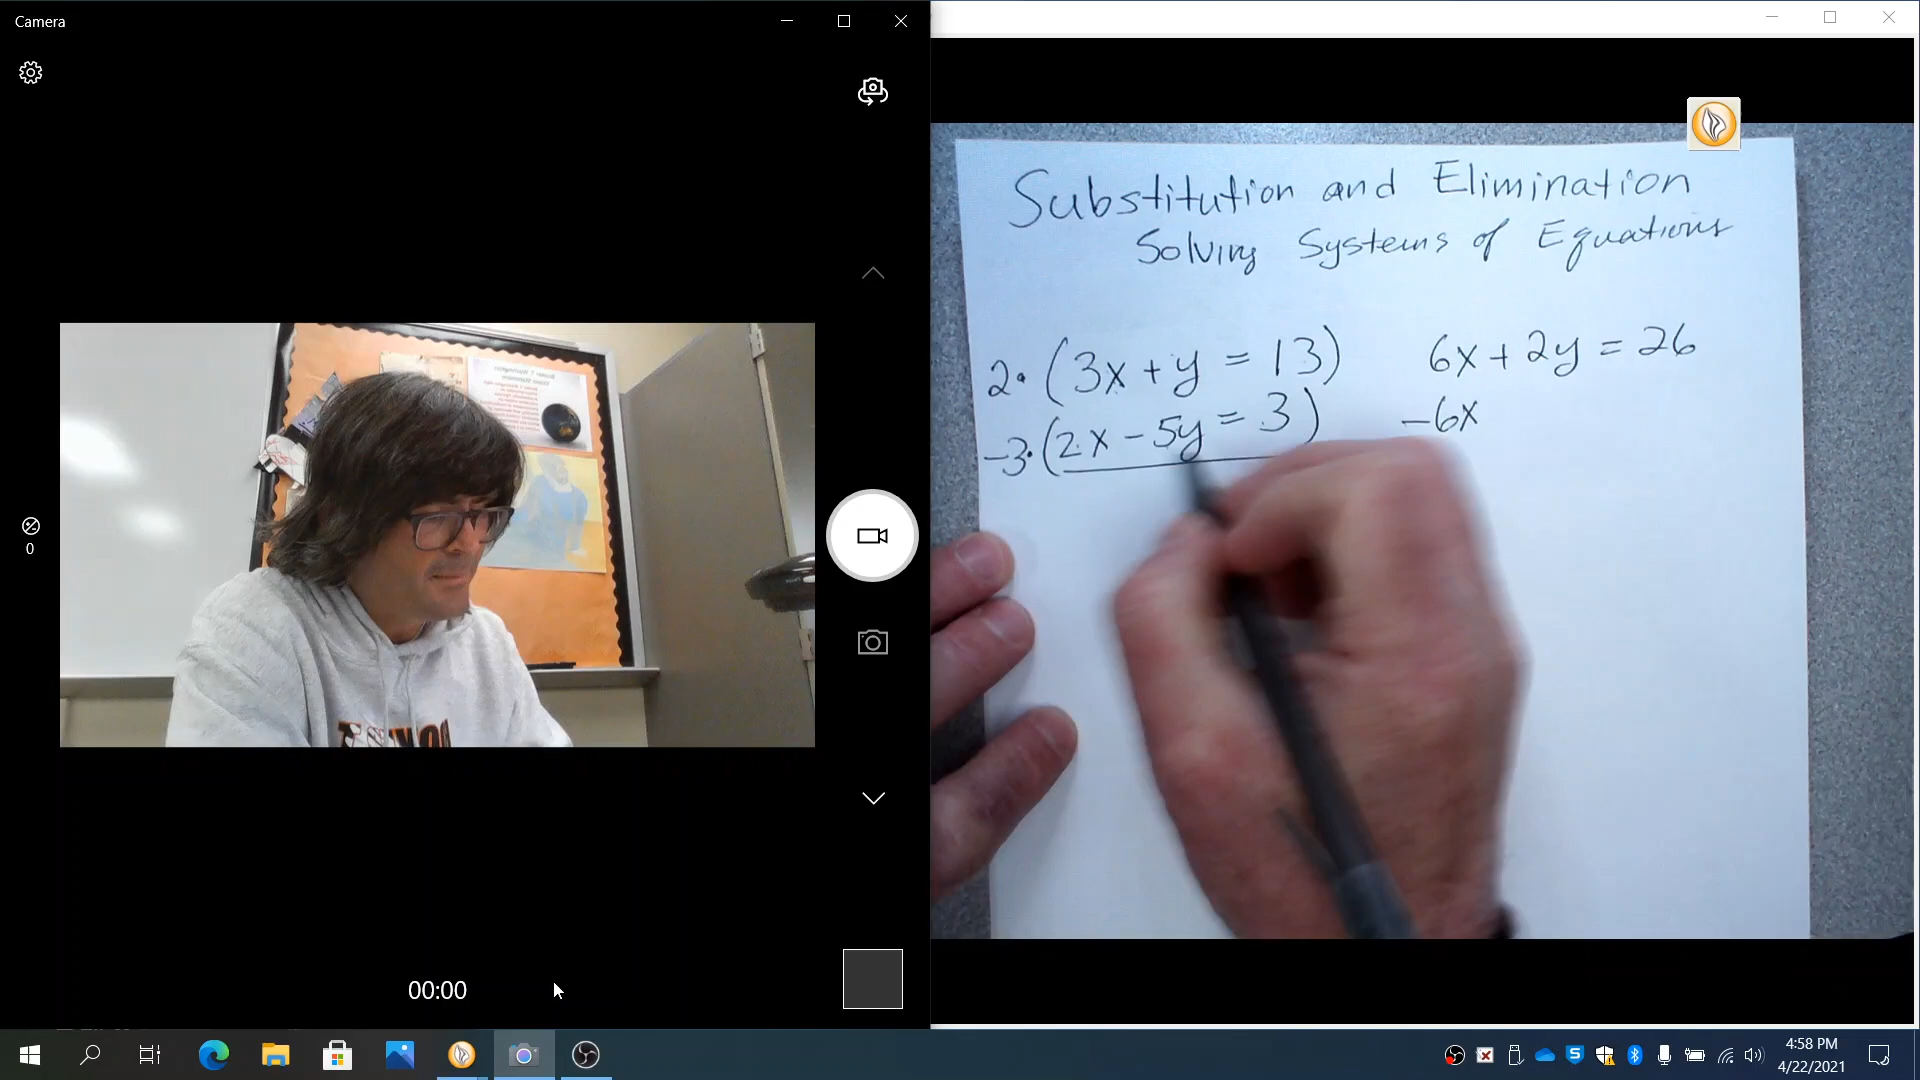 Camera
0
00:00
Substitution and Elimination
Solving Systems of Equations
2·(3x + y = 13)
-3·(2x - 5y = 3)
6x + 2y = 26
-6x
4:58 PM
4/22/2021